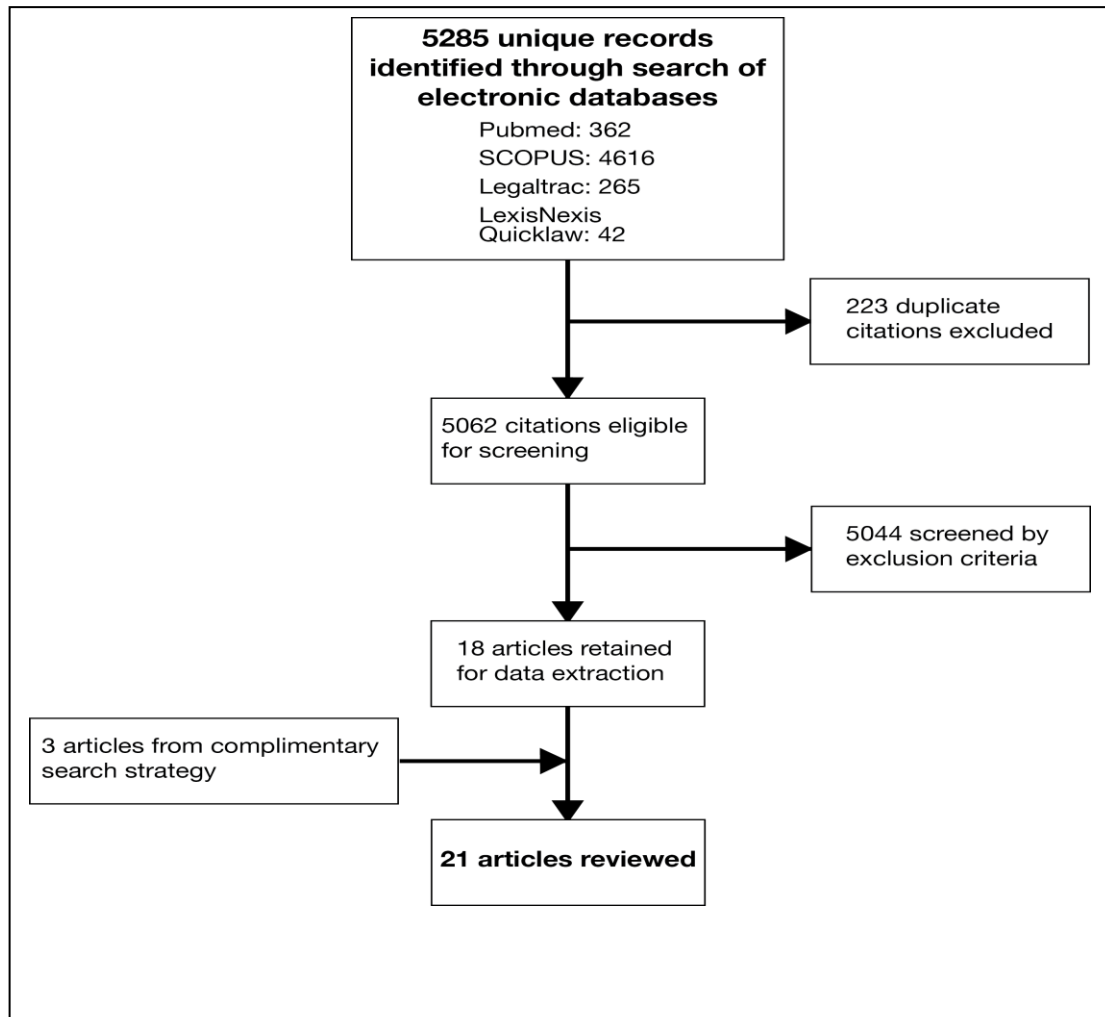 5285 unique records
identified through search of
electronic databases
Pubmed: 362
SCOPUS: 4616
Legaltrac: 265
LexisNexis
Quicklaw: 42
223 duplicate
citations excluded
5062 citations eligible
for screening
5044 screened by
exclusion criteria
18 articles retained
for data extraction
3 articles from complimentary
search strategy
21 articles reviewed